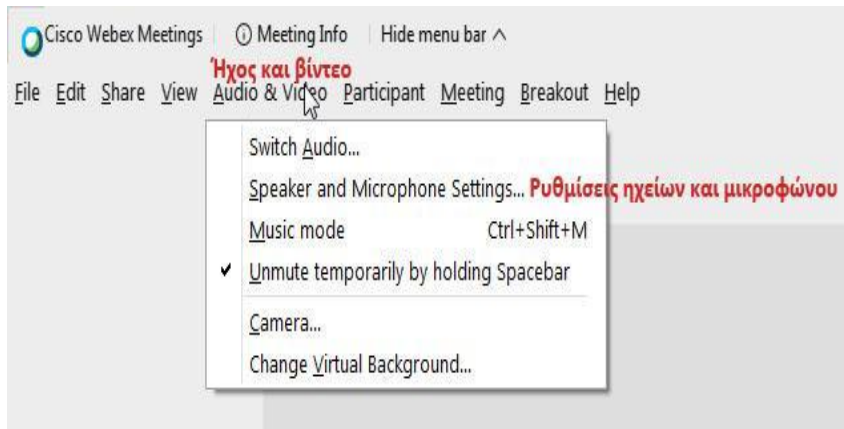 Cisco Webex Meetings Meeting Info Hide menu bar
Ήχος και βίντεο
File Edit Share View Audio & Video Participant Meeting Breakout Help
Switch Audio...
Speaker and Microphone Settings... Ρυθμίσεις ηχείων και μικροφώνου
Music mode Ctrl+Shift+M
Unmute temporarily by holding Spacebar
Camera...
Change Virtual Background...